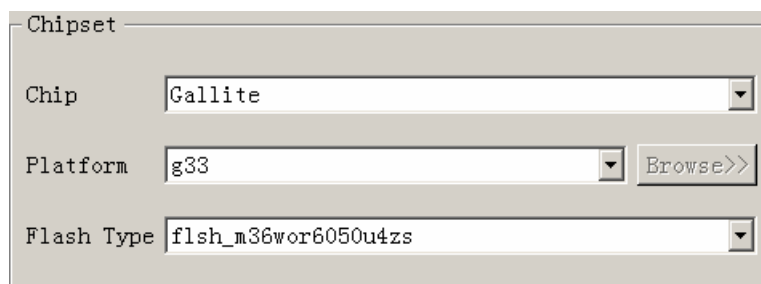 Chipset
Chip Gallite
Platform g33 Browse>>
Flash Type flsh_m36wor6050u4zs